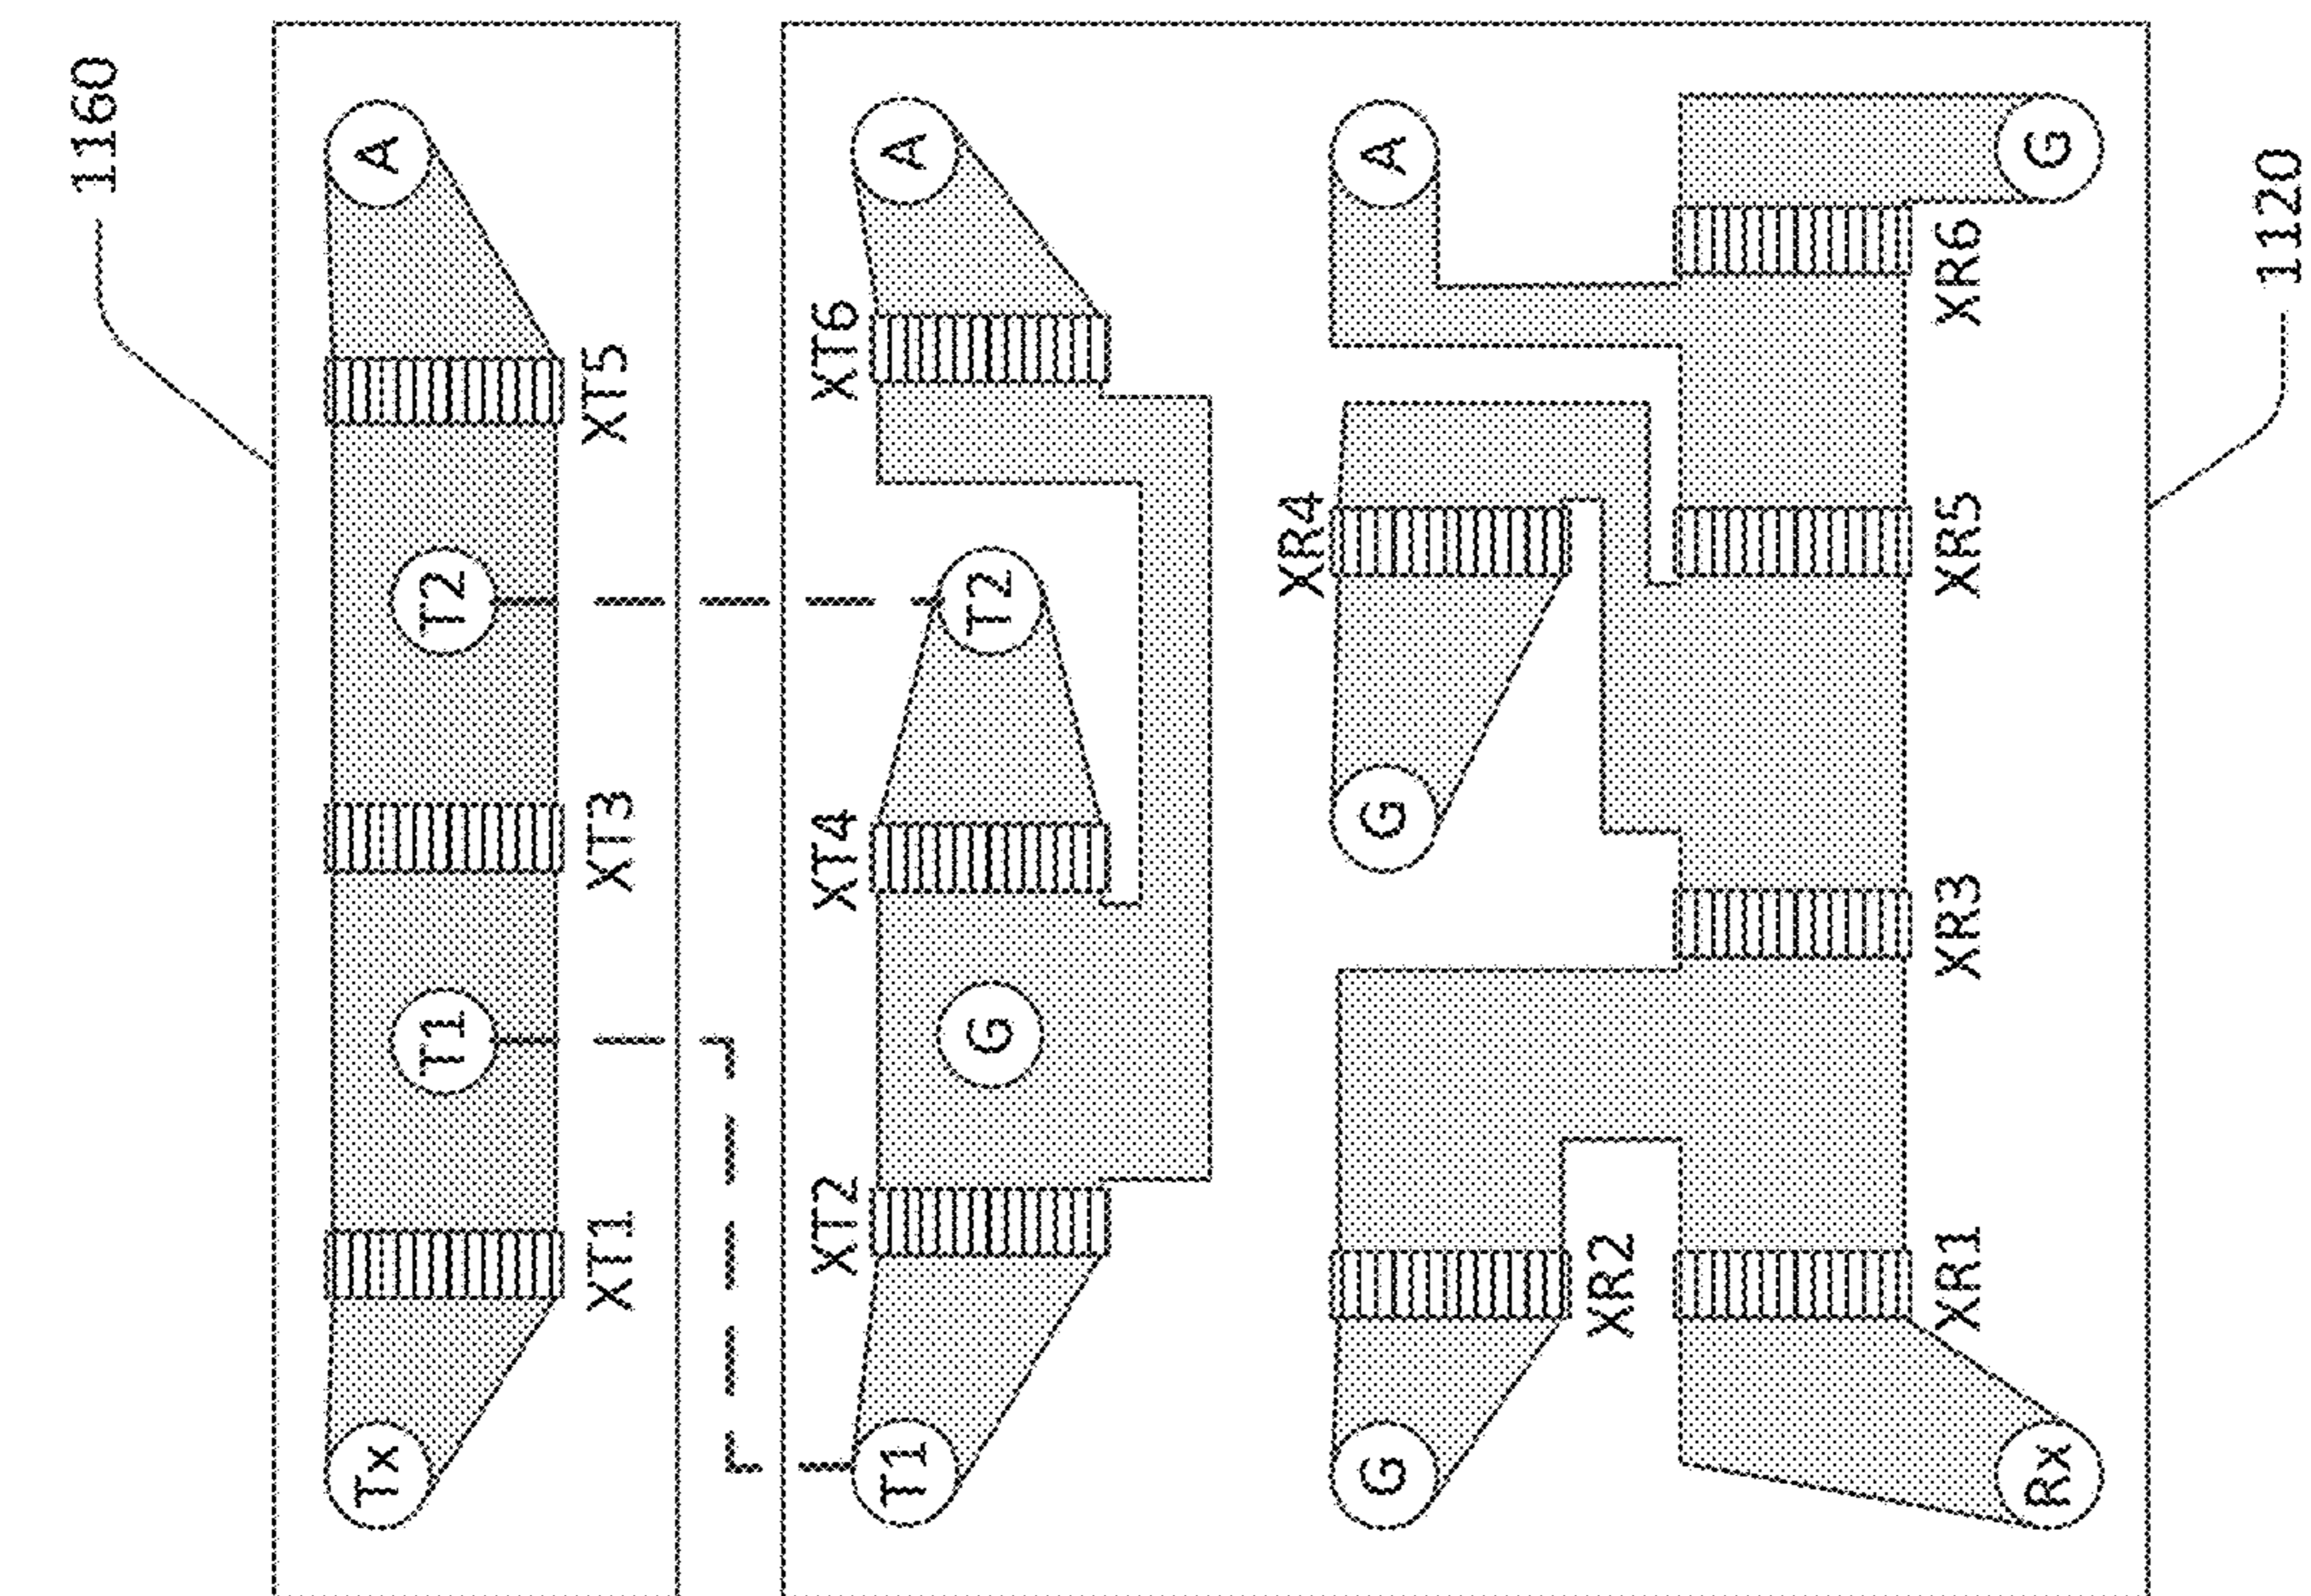 1160
Tx
XT1
T1
XT3
T2
XT5
A
T1
XT2
G
XT4
T2
XT6
A
G
XR2
G
XR4
A
Rx
XR1
XR3
XR5
XR6
G
1120